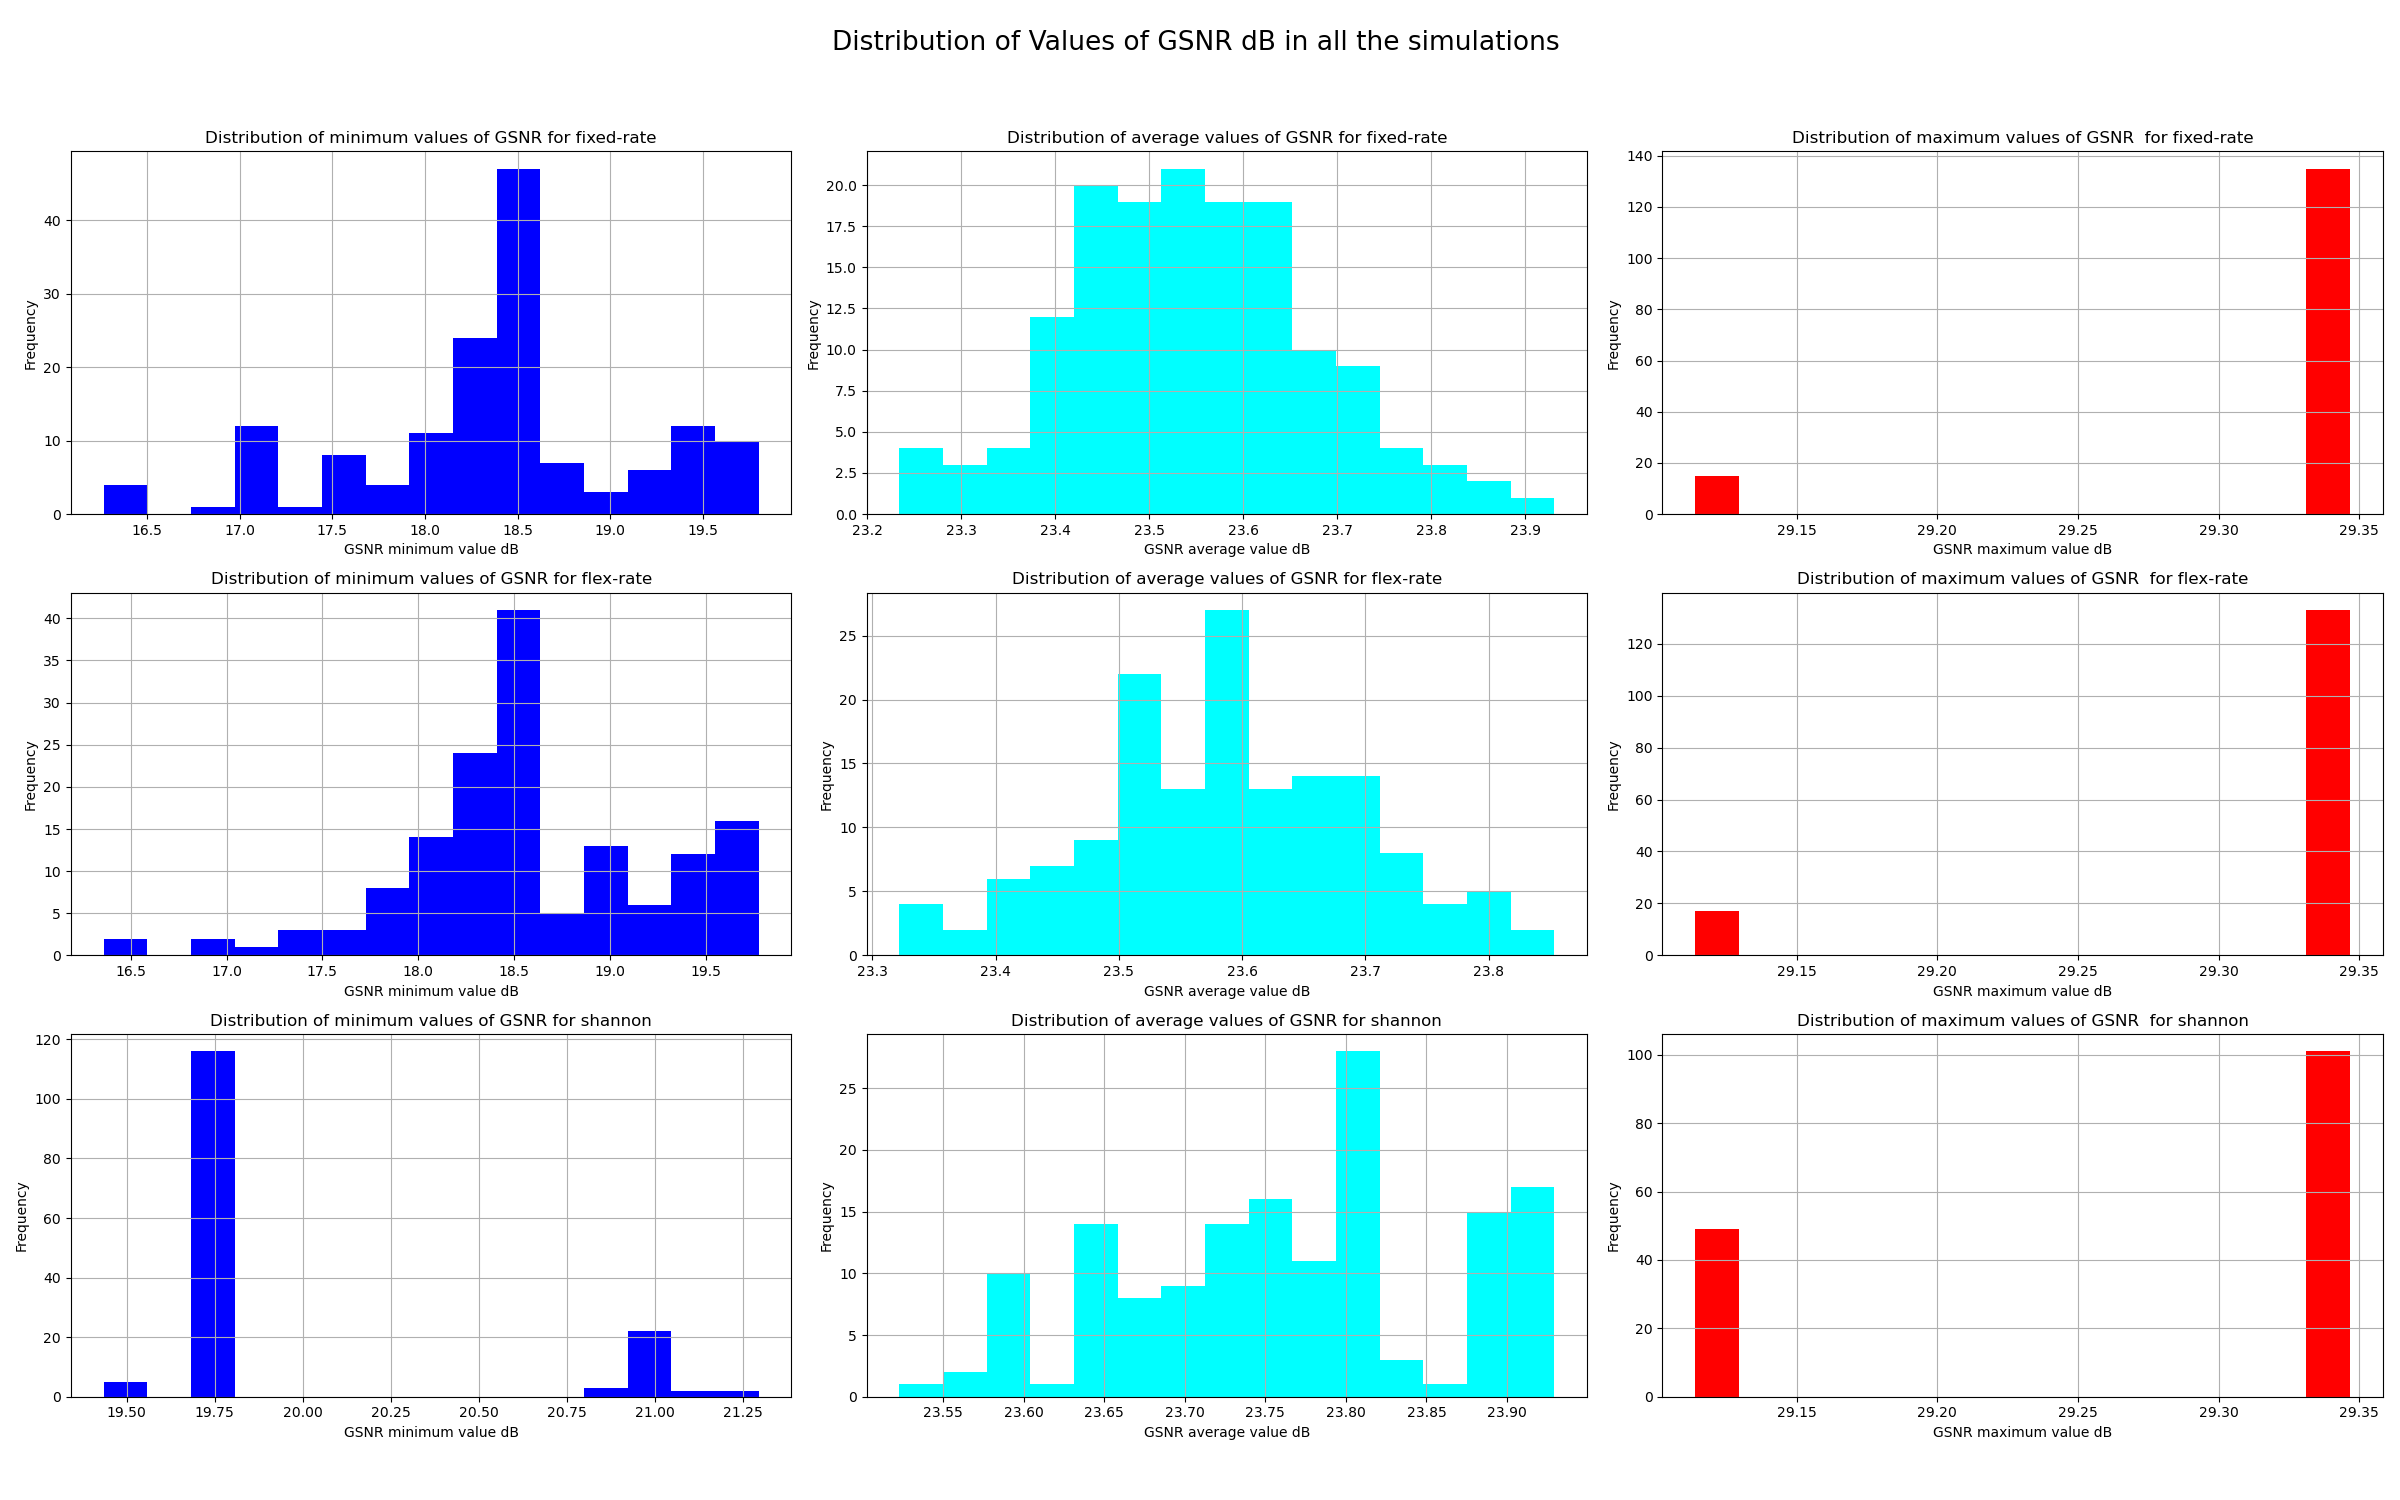 Distribution of Values of GSNR dB in all the simulations
Distribution of minimum values of GSNR for fixed-rate
Frequency
0
10
20
30
40
16.5 17.0 17.5 18.0 18.5 19.0 19.5
GSNR minimum value dB
Distribution of average values of GSNR for fixed-rate
Frequency
0.0
2.5
5.0
7.5
10.0
12.5
15.0
17.5
20.0
23.2 23.3 23.4 23.5 23.6 23.7 23.8 23.9
GSNR average value dB
Distribution of maximum values of GSNR  for fixed-rate
Frequency
0
20
40
60
80
100
120
140
29.15 29.20 29.25 29.30 29.35
GSNR maximum value dB
Distribution of minimum values of GSNR for flex-rate
Frequency
0
5
10
15
20
25
30
35
40
16.5 17.0 17.5 18.0 18.5 19.0 19.5
GSNR minimum value dB
Distribution of average values of GSNR for flex-rate
Frequency
0
5
10
15
20
25
23.3 23.4 23.5 23.6 23.7 23.8
GSNR average value dB
Distribution of maximum values of GSNR  for flex-rate
Frequency
0
20
40
60
80
100
120
29.15 29.20 29.25 29.30 29.35
GSNR maximum value dB
Distribution of minimum values of GSNR for shannon
Frequency
0
20
40
60
80
100
120
19.50 19.75 20.00 20.25 20.50 20.75 21.00 21.25
GSNR minimum value dB
Distribution of average values of GSNR for shannon
Frequency
0
5
10
15
20
25
23.55 23.60 23.65 23.70 23.75 23.80 23.85 23.90
GSNR average value dB
Distribution of maximum values of GSNR  for shannon
Frequency
0
20
40
60
80
100
29.15 29.20 29.25 29.30 29.35
GSNR maximum value dB